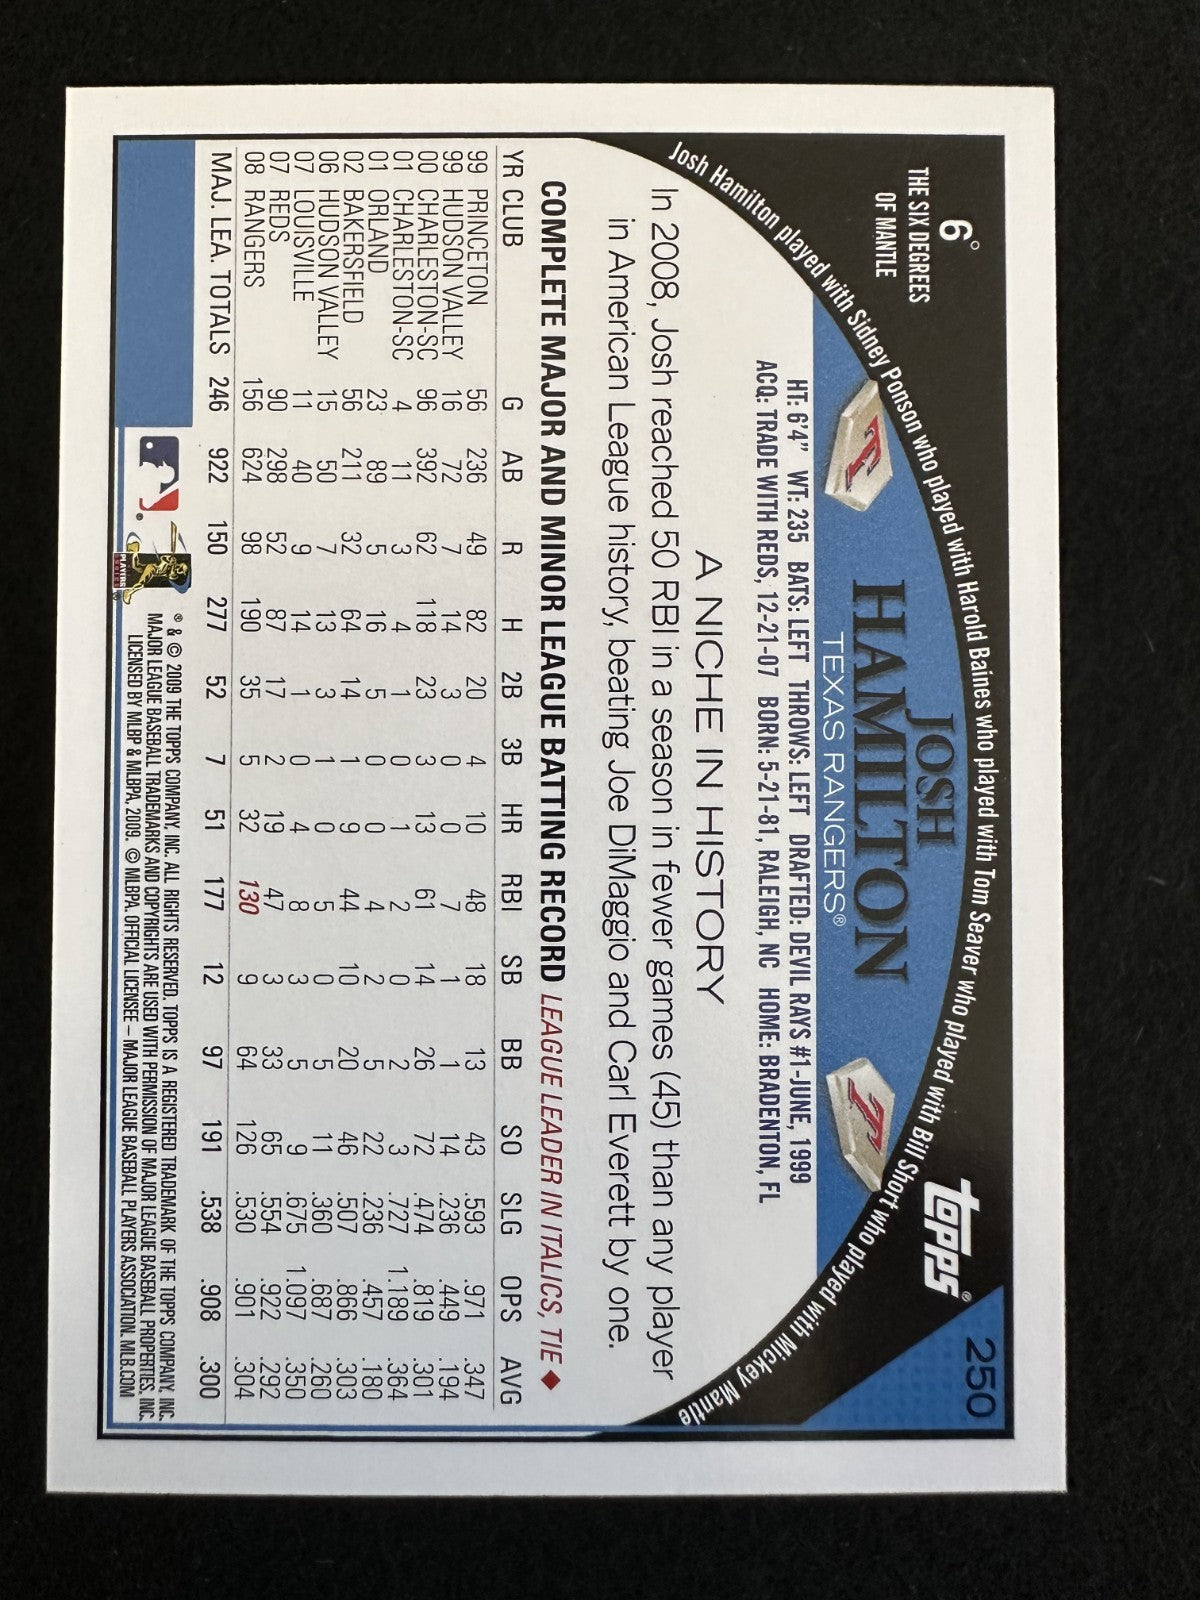 6°
THE SIX DEGREES
OF MANTLE
topps®
250
Josh Hamilton played with Sidney Ponson who played with Harold Baines who played with Tom Seaver who played with Bill Short who played with Mickey Mantle
JOSH
HAMILTON
TEXAS RANGERS®
HT: 6'4" WT: 235 BATS: LEFT THROWS: LEFT DRAFTED: DEVIL RAYS #1-JUNE, 1999
ACQ: TRADE WITH REDS, 12-21-07 BORN: 5-21-81, RALEIGH, NC HOME: BRADENTON, FL
A NICHE IN HISTORY
In 2008, Josh reached 50 RBI in a season in fewer games (45) than any player
in American League history, beating Joe DiMaggio and Carl Everett by one.
COMPLETE MAJOR AND MINOR LEAGUE BATTING RECORD LEAGUE LEADER IN ITALICS, TIE ♦
YR CLUB G AB R H 2B 3B HR RBI SB BB SO SLG OPS AVG
99 PRINCETON 56 236 49 82 20 4 10 48 18 13 43 .593 .971 .347
99 HUDSON VALLEY 16 72 7 14 3 0 0 7 1 1 14 .236 .449 .194
00 CHARLESTON-SC 96 392 62 118 23 3 13 61 14 26 72 .474 .819 .301
01 CHARLESTON-SC 4 11 3 4 1 0 1 2 0 2 3 .727 1.189 .364
01 ORLAND 23 89 5 16 5 0 0 4 2 5 22 .236 .457 .180
02 BAKERSFIELD 56 211 32 64 14 1 9 44 10 20 46 .507 .866 .303
06 HUDSON VALLEY 15 50 7 13 3 1 0 5 0 5 11 .360 .687 .260
07 LOUISVILLE 11 40 9 14 1 0 4 8 3 5 9 .675 1.097 .350
07 REDS 90 298 52 87 17 2 19 47 3 33 65 .554 .922 .292
08 RANGERS 156 624 98 190 35 5 32 130 9 64 126 .530 .901 .304
MAJ. LEA. TOTALS 246 922 150 277 52 7 51 177 12 97 191 .538 .908 .300
® & © 2009 THE TOPPS COMPANY, INC. ALL RIGHTS RESERVED. TOPPS IS A REGISTERED TRADEMARK OF THE TOPPS COMPANY, INC.
MAJOR LEAGUE BASEBALL TRADEMARKS AND COPYRIGHTS ARE USED WITH PERMISSION OF MAJOR LEAGUE BASEBALL PROPERTIES, INC.
LICENSED BY MLBP & MLBPA, 2009. © MLBPA. OFFICIAL LICENSEE – MAJOR LEAGUE BASEBALL PLAYERS ASSOCIATION. MLB.COM